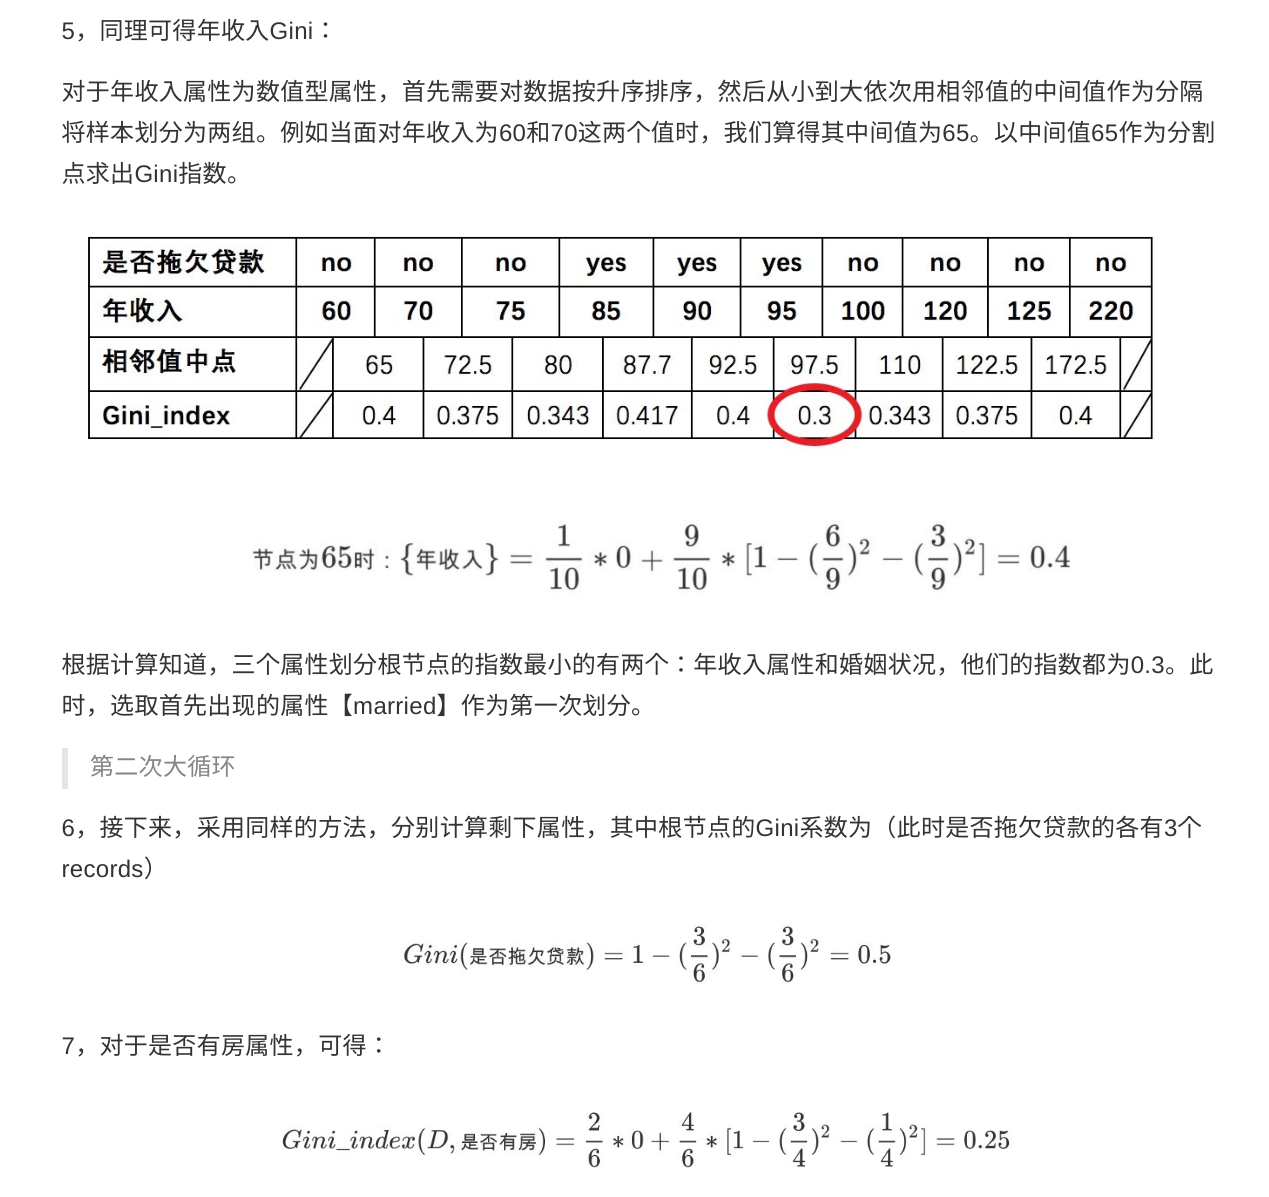 5，同理可得年收入Gini：
对于年收入属性为数值型属性，首先需要对数据按升序排序，然后从小到大依次用相邻值的中间值作为分隔
将样本划分为两组。例如当面对年收入为60和70这两个值时，我们算得其中间值为65。以中间值65作为分割
点求出Gini指数。
是否拖欠贷款 no no no yes yes yes no no no no
年收入 60 70 75 85 90 95 100 120 125 220
相邻值中点 65 72.5 80 87.7 92.5 97.5 110 122.5 172.5
Gini_index 0.4 0.375 0.343 0.417 0.4 0.3 0.343 0.375 0.4
节点为65时：{年收入} = 1/10 * 0 + 9/10 * [1 − (6/9)² − (3/9)²] = 0.4
根据计算知道，三个属性划分根节点的指数最小的有两个：年收入属性和婚姻状况，他们的指数都为0.3。此
时，选取首先出现的属性【married】作为第一次划分。
第二次大循环
6，接下来，采用同样的方法，分别计算剩下属性，其中根节点的Gini系数为（此时是否拖欠贷款的各有3个
records）
Gini(是否拖欠贷款) = 1 − (3/6)² − (3/6)² = 0.5
7，对于是否有房属性，可得：
Gini_index(D, 是否有房) = 2/6 * 0 + 4/6 * [1 − (3/4)² − (1/4)²] = 0.25